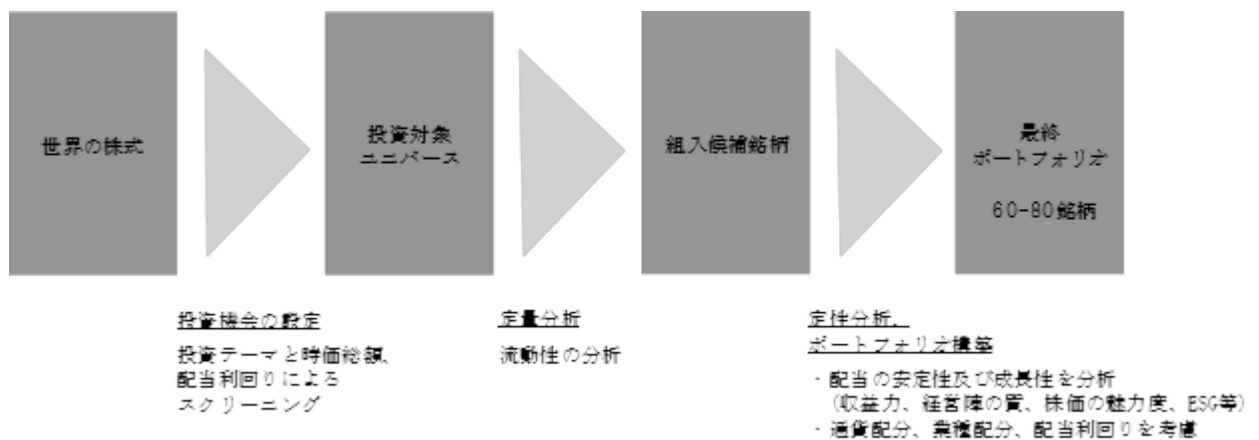 世界の株式
投資対象
ユニバース
組入候補銘柄
最終
ポートフォリオ
60-80銘柄
投資機会の設定
投資テーマと時価総額、
配当利回りによる
スクリーニング
定量分析
流動性の分析
定性分析、
ポートフォリオ構築
・配当の安定性及び成長性を分析
(収益力、経営陣の質、株価の魅力度、ESG等)
・通貨配分、業種配分、配当利回りを考慮